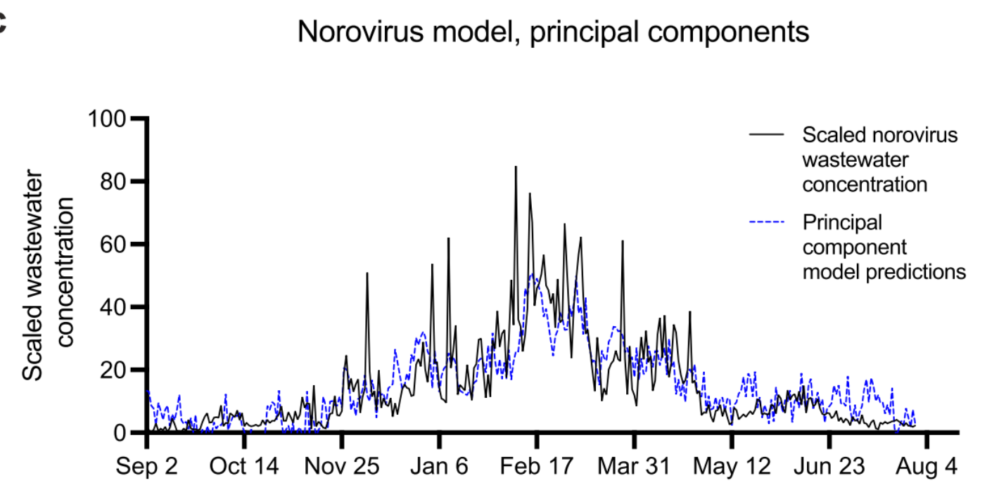 c
Norovirus model, principal components
Scaled wastewater
concentration
100
80
60
40
20
0
Sep 2 Oct 14 Nov 25 Jan 6 Feb 17 Mar 31 May 12 Jun 23 Aug 4
Scaled norovirus
wastewater
concentration
Principal
component
model predictions